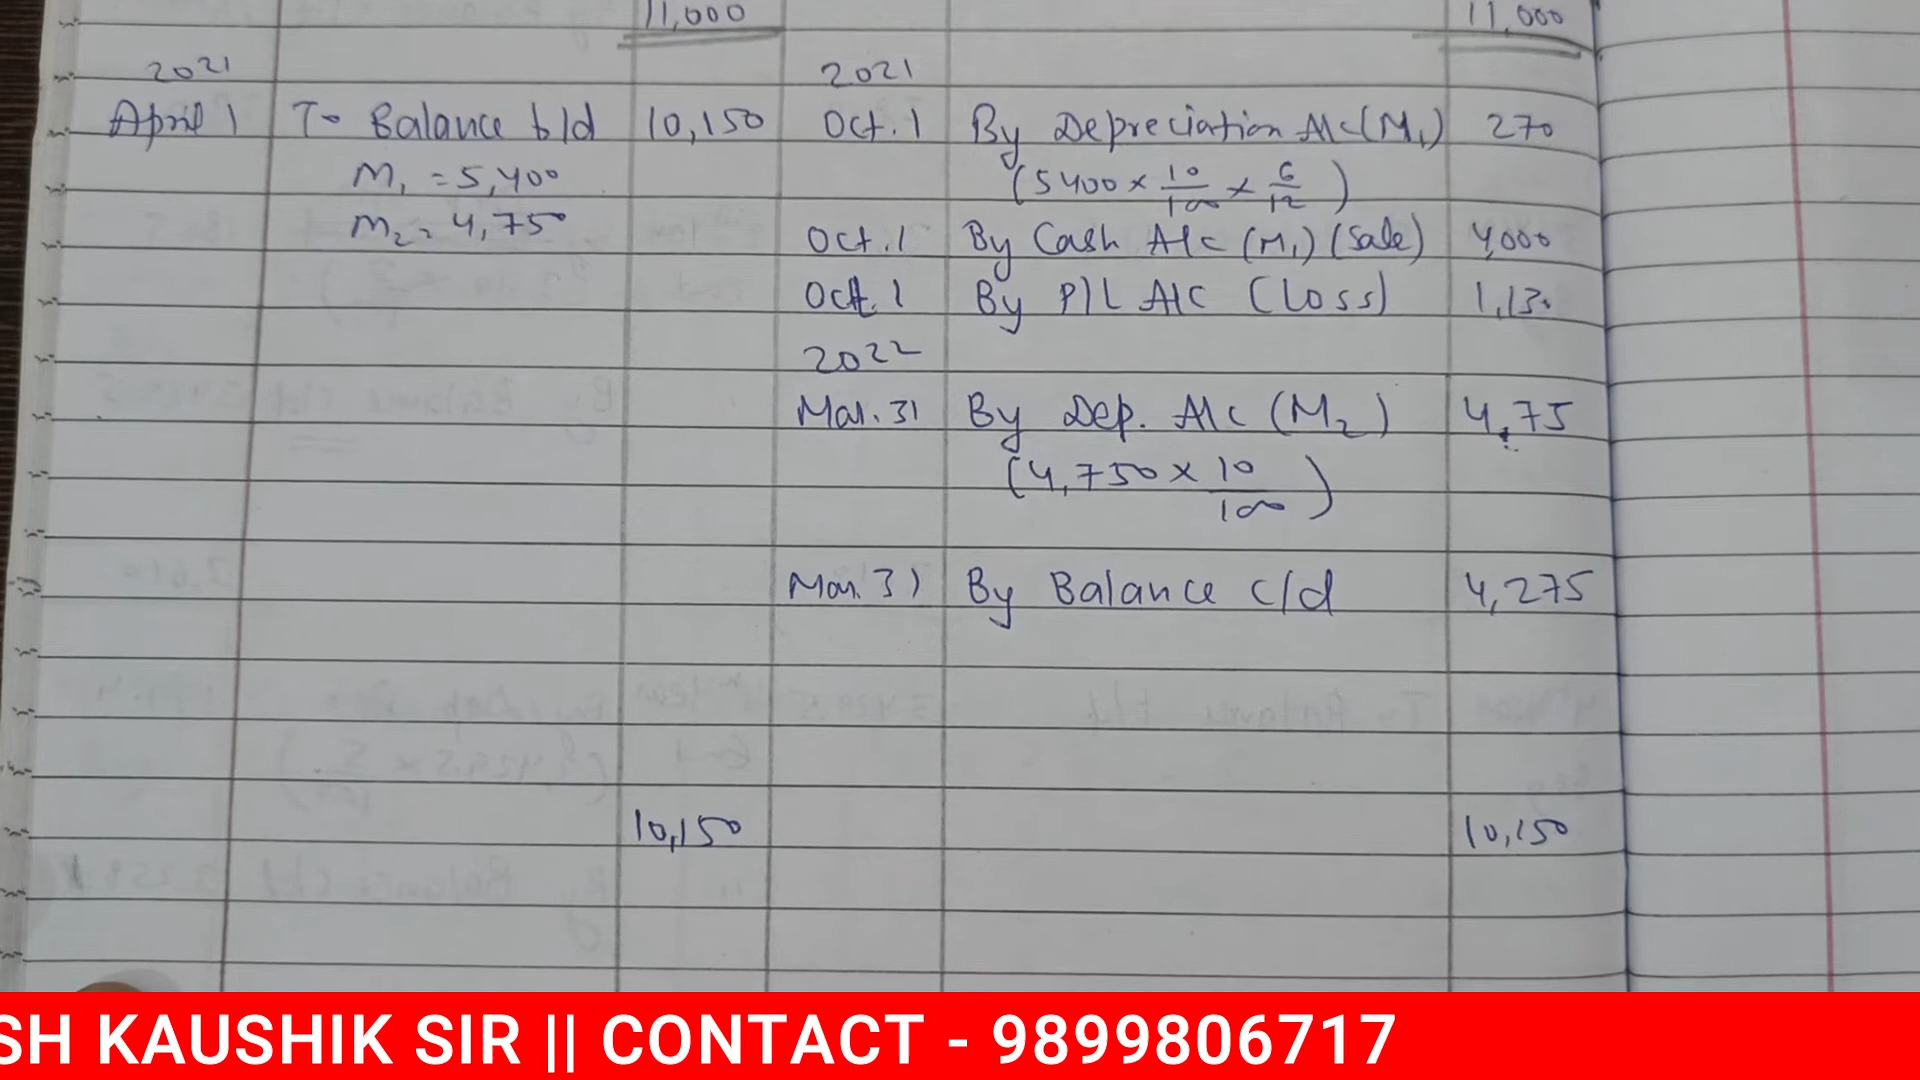 11,000 11,000
2021 2021
April 1 To Balance b/d 10,150 Oct. 1 By Depreciation A/c (M₁) 270
M₁ = 5,400 (5400 × 10/100 × 6/12)
M₂ = 4,750 Oct. 1 By Cash A/c (M₁) (Sale) 4,000
Oct. 1 By P/L A/C (Loss) 1,130
2022
Mar. 31 By Dep. A/c (M₂) 4,75
(4,750 × 10/100)
Mar. 31 By Balance c/d 4,275
10,150 10,150
SH KAUSHIK SIR || CONTACT - 9899806717